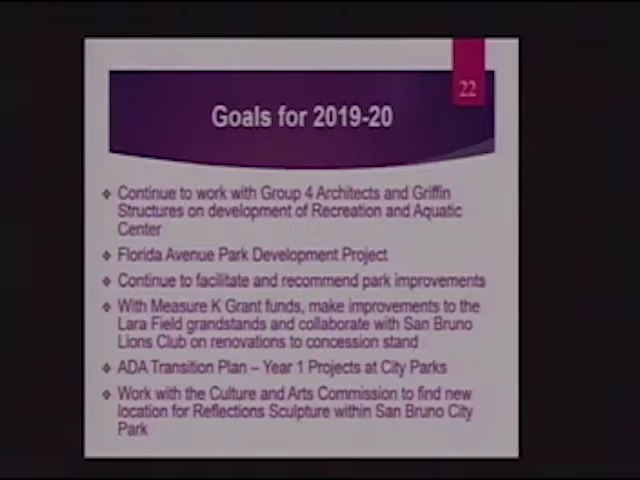 22
Goals for 2019-20
❖ Continue to work with Group 4 Architects and Griffin
Structures on development of Recreation and Aquatic
Center
❖ Florida Avenue Park Development Project
❖ Continue to facilitate and recommend park improvements
❖ With Measure K Grant funds, make improvements to the
Lara Field grandstands and collaborate with San Bruno
Lions Club on renovations to concession stand
❖ ADA Transition Plan – Year 1 Projects at City Parks
❖ Work with the Culture and Arts Commission to find new
location for Reflections Sculpture within San Bruno City
Park